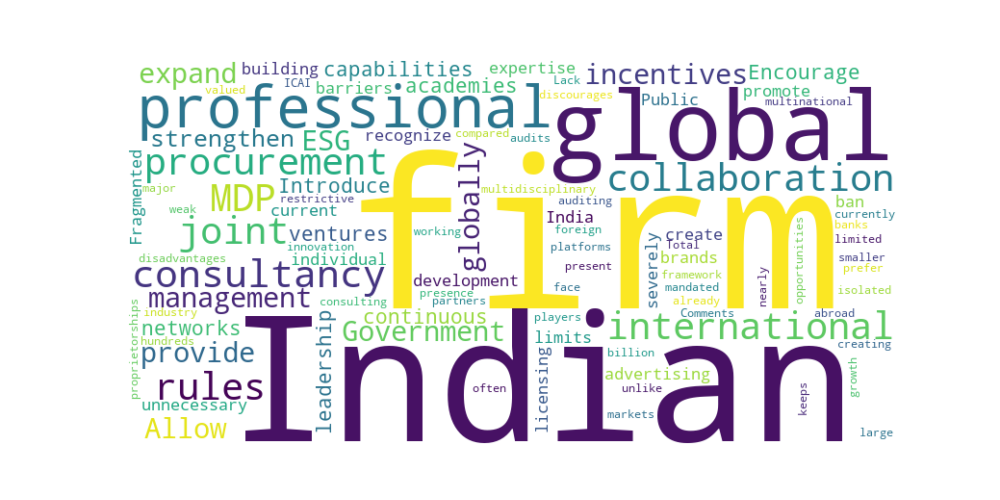 expand
building
capabilities
expertise
incentives
Encourage
valued
ICAI
barriers
academies
Lack
discourages
Public
promote
multinational
professional
global
strengthen
ESG
recognize
compared
audits
procurement
collaboration
Fragmented
major
MDP
Introduce
restrictive
globally
multidisciplinary
auditing
ban
weak
current
India
foreign
currently
banks
joint
ventures
working
firm
create
Total
limited
disadvantages
innovation
individual
platforms
brands
smaller
consultancy
development
present
severely
framework
nearly
opportunities
prefer
management
consulting
presence
partners
face
mandated
already
isolated
proprietorships
industry
hundreds
networks
continuous
Government
players
limits
international
Comments
abroad
creating
provide
leadership
billion
rules
often
licensing
advertising
unlike
keeps
growth
unnecessary
markets
Allow
Indian
large